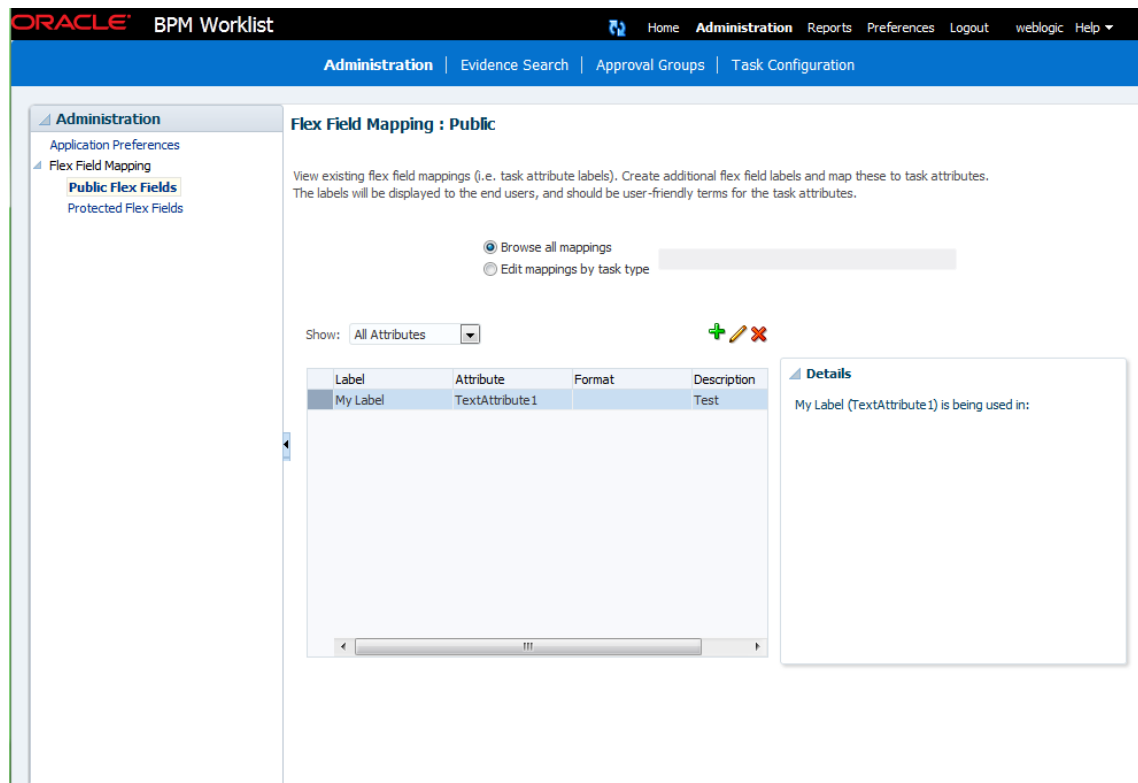 ORACLE BPM Worklist Home Administration Reports Preferences Logout weblogic Help
Administration | Evidence Search | Approval Groups | Task Configuration
Administration
Application Preferences
Flex Field Mapping
Public Flex Fields
Protected Flex Fields
Flex Field Mapping : Public
View existing flex field mappings (i.e. task attribute labels). Create additional flex field labels and map these to task attributes.
The labels will be displayed to the end users, and should be user-friendly terms for the task attributes.
Browse all mappings
Edit mappings by task type
Show: All Attributes
Label Attribute Format Description
My Label TextAttribute1 Test
Details
My Label (TextAttribute1) is being used in: